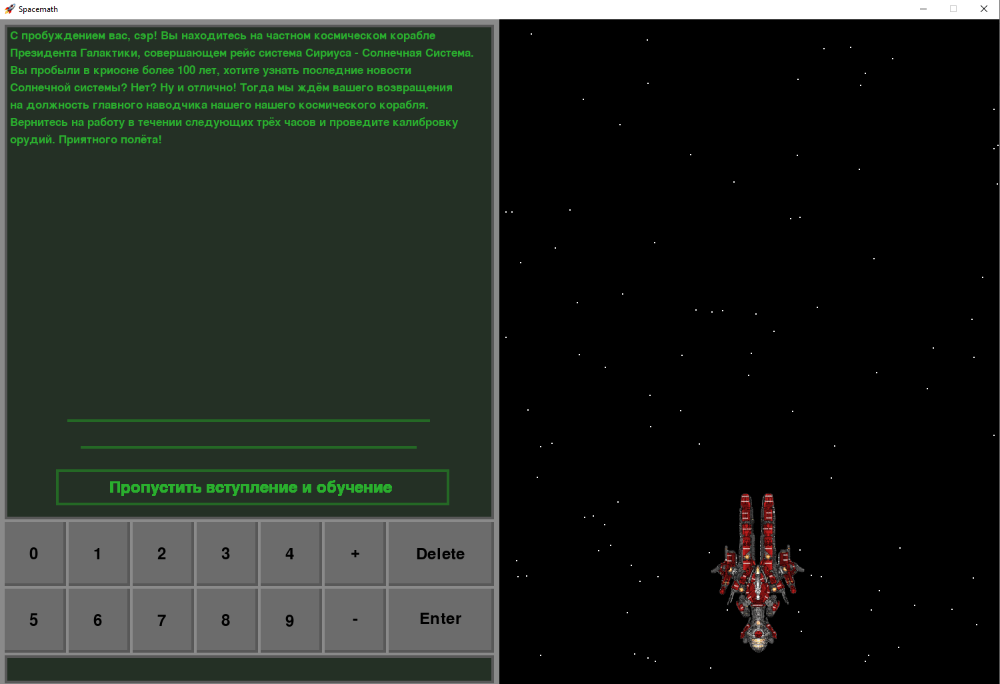 Spacemath
С пробуждением вас, сэр! Вы находитесь на частном космическом корабле
Президента Галактики, совершающем рейс система Сириуса - Солнечная Система.
Вы пробыли в криосне более 100 лет, хотите узнать последние новости
Солнечной системы? Нет? Ну и отлично! Тогда мы ждём вашего возвращения
на должность главного наводчика нашего нашего космического корабля.
Вернитесь на работу в течении следующих трёх часов и проведите калибровку
орудий. Приятного полёта!
Пропустить вступление и обучение
0 1 2 3 4 + Delete
5 6 7 8 9 - Enter